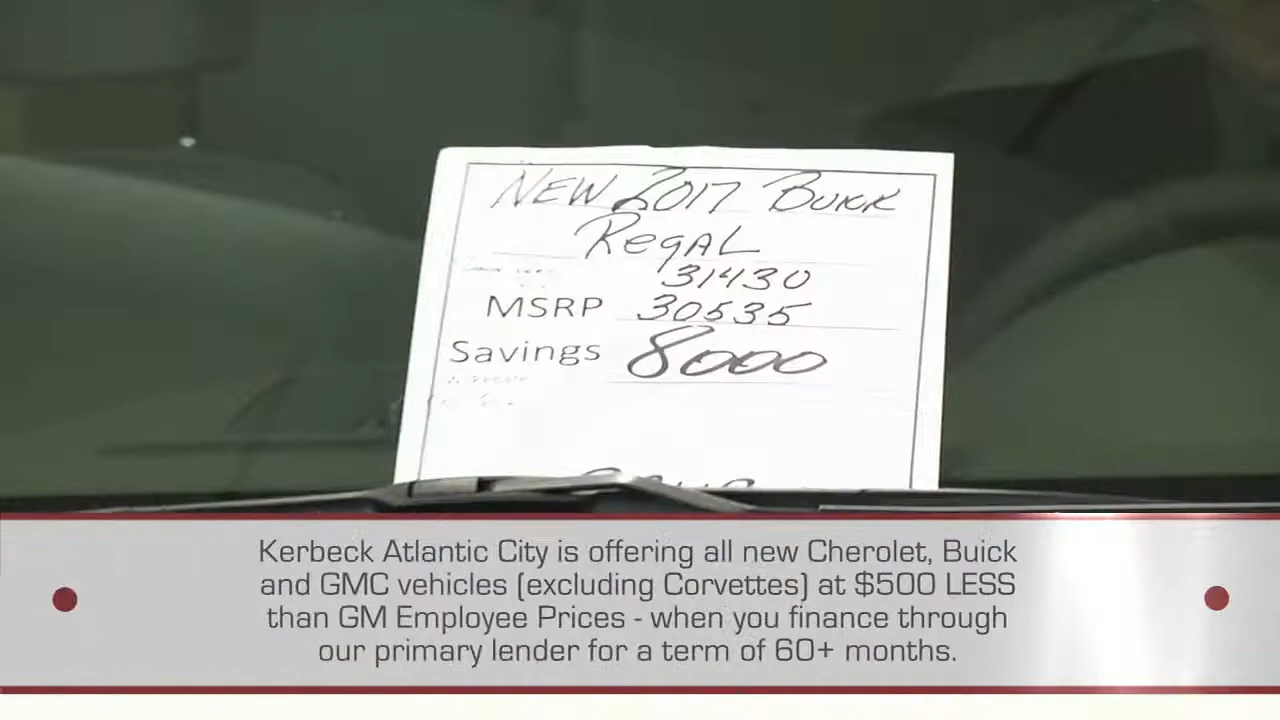 NEW 2017 BUICK
REGAL
31430
MSRP 30535
Savings 8000
Kerbeck Atlantic City is offering all new Cherolet, Buick
and GMC vehicles (excluding Corvettes) at $500 LESS
than GM Employee Prices - when you finance through
our primary lender for a term of 60+ months.